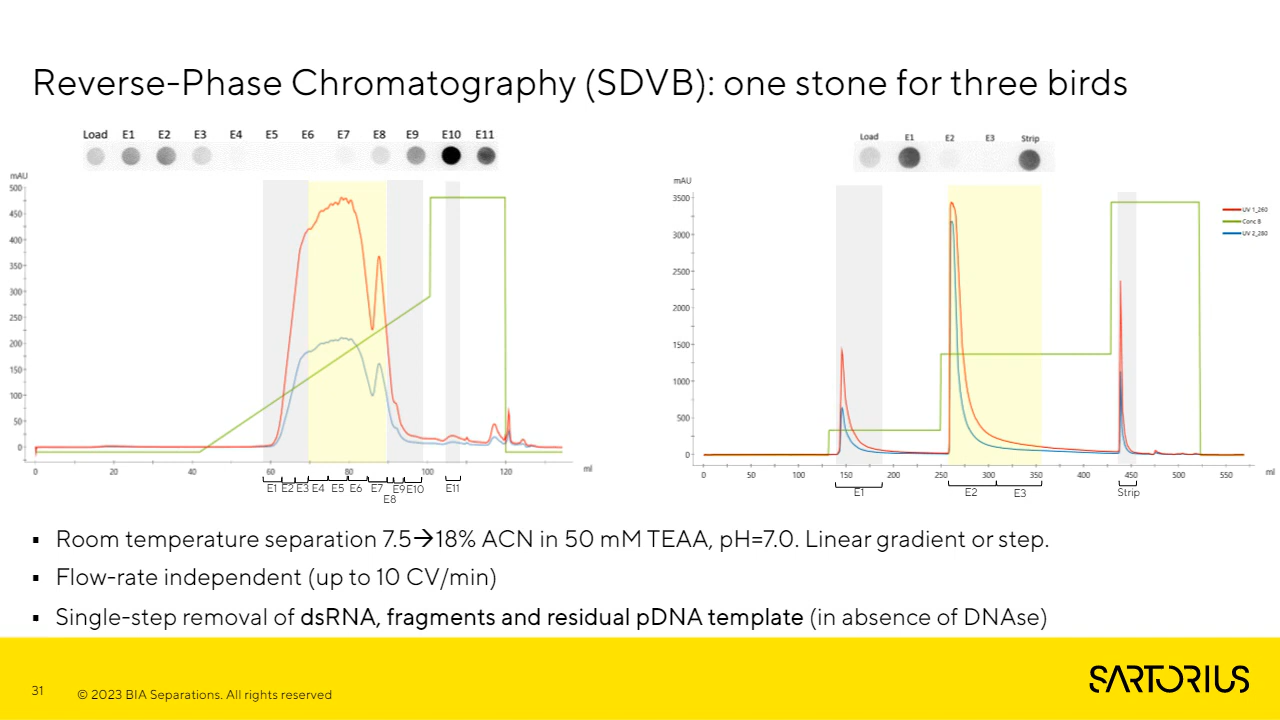 Reverse-Phase Chromatography (SDVB): one stone for three birds
Load E1 E2 E3 E4 E5 E6 E7 E8 E9 E10 E11
mAU
500
450
400
350
300
250
200
150
100
50
0
0 20 40 60 80 100 120 ml
E1 E2 E3 E4 E5 E6 E7 E8 E9 E10 E11
Load E1 E2 E3 Strip
mAU
3500
3000
2500
2000
1500
1000
500
0
0 50 100 150 200 250 300 350 400 450 500 550 ml
E1 E2 E3 Strip
UV 1_260
Conc B
UV 2_280
▪ Room temperature separation 7.5→18% ACN in 50 mM TEAA, pH=7.0. Linear gradient or step.
▪ Flow-rate independent (up to 10 CV/min)
▪ Single-step removal of dsRNA, fragments and residual pDNA template (in absence of DNAse)
31 © 2023 BIA Separations. All rights reserved
SARTORIUS